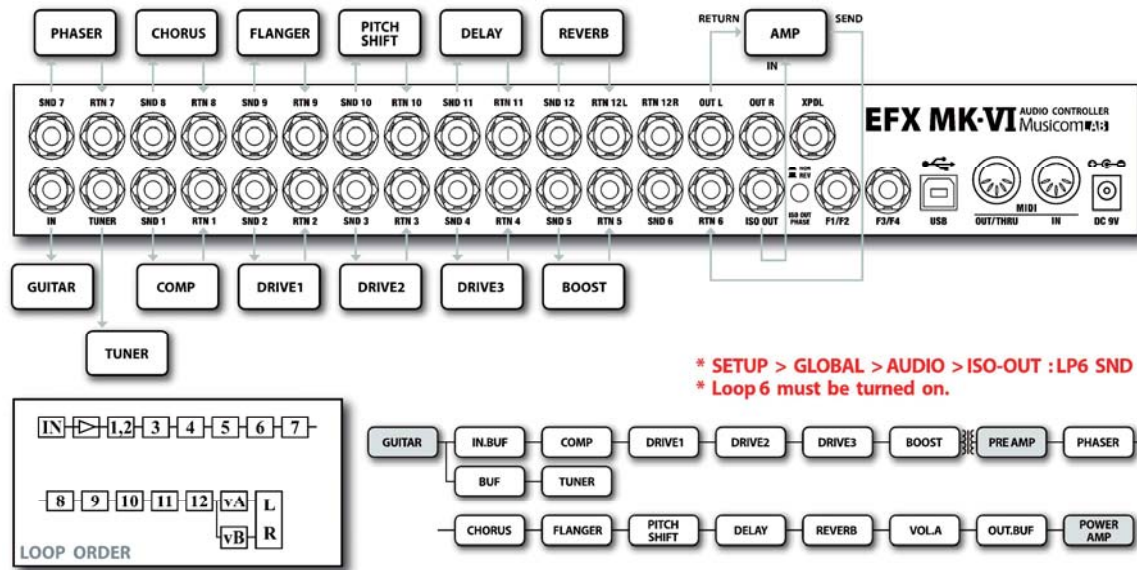 RETURN SEND
PHASER CHORUS FLANGER PITCH SHIFT DELAY REVERB AMP
IN
SND 7 RTN 7 SND 8 RTN 8 SND 9 RTN 9 SND 10 RTN 10 SND 11 RTN 11 SND 12 RTN 12L RTN 12R OUT L OUT R XPDL
EFX MK-VI AUDIO CONTROLLER
MusicomLAB
NOR
REV
IN TUNER SND 1 RTN 1 SND 2 RTN 2 SND 3 RTN 3 SND 4 RTN 4 SND 5 RTN 5 SND 6 RTN 6 ISO OUT ISO OUT PHASE F1/F2 F3/F4 USB OUT/THRU MIDI IN DC 9V
GUITAR COMP DRIVE1 DRIVE2 DRIVE3 BOOST
TUNER
* SETUP > GLOBAL > AUDIO > ISO-OUT : LP6 SND
* Loop 6 must be turned on.
IN 1,2 3 4 5 6 7
8 9 10 11 12 vA L
vB R
LOOP ORDER
GUITAR IN.BUF COMP DRIVE1 DRIVE2 DRIVE3 BOOST PRE AMP PHASER
BUF TUNER
CHORUS FLANGER PITCH SHIFT DELAY REVERB VOL.A OUT.BUF POWER AMP